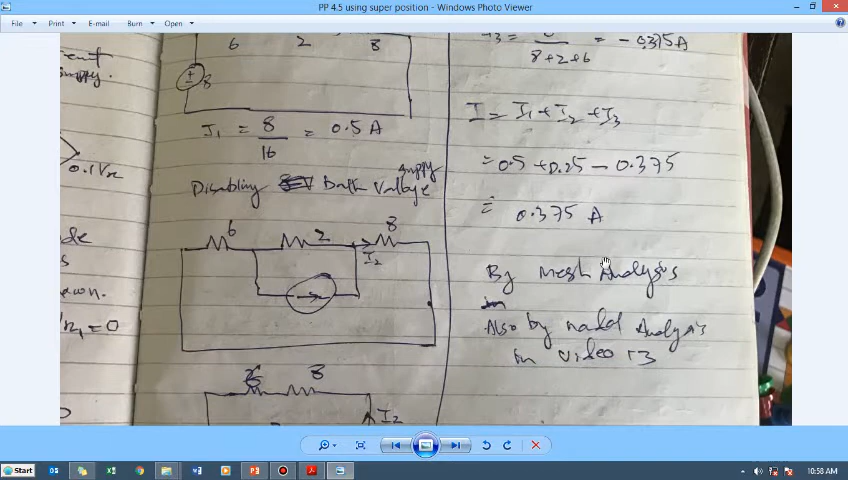 PP 4.5 using super position - Windows Photo Viewer
File Print E-mail Burn Open
0.1Vx
6 2 8
+
-
8
I1 = 8/16 = 0.5 A
Disabling Both Voltage supply
6 2 8
I2
8
I2
8+2+6
= -0.375 A
I = I1 + I2 + I3
= 0.5 + 0.25 - 0.375
= 0.375 A
By Mesh Analysis
Also by nodal Analysis
in video 13
Start
10:58 AM